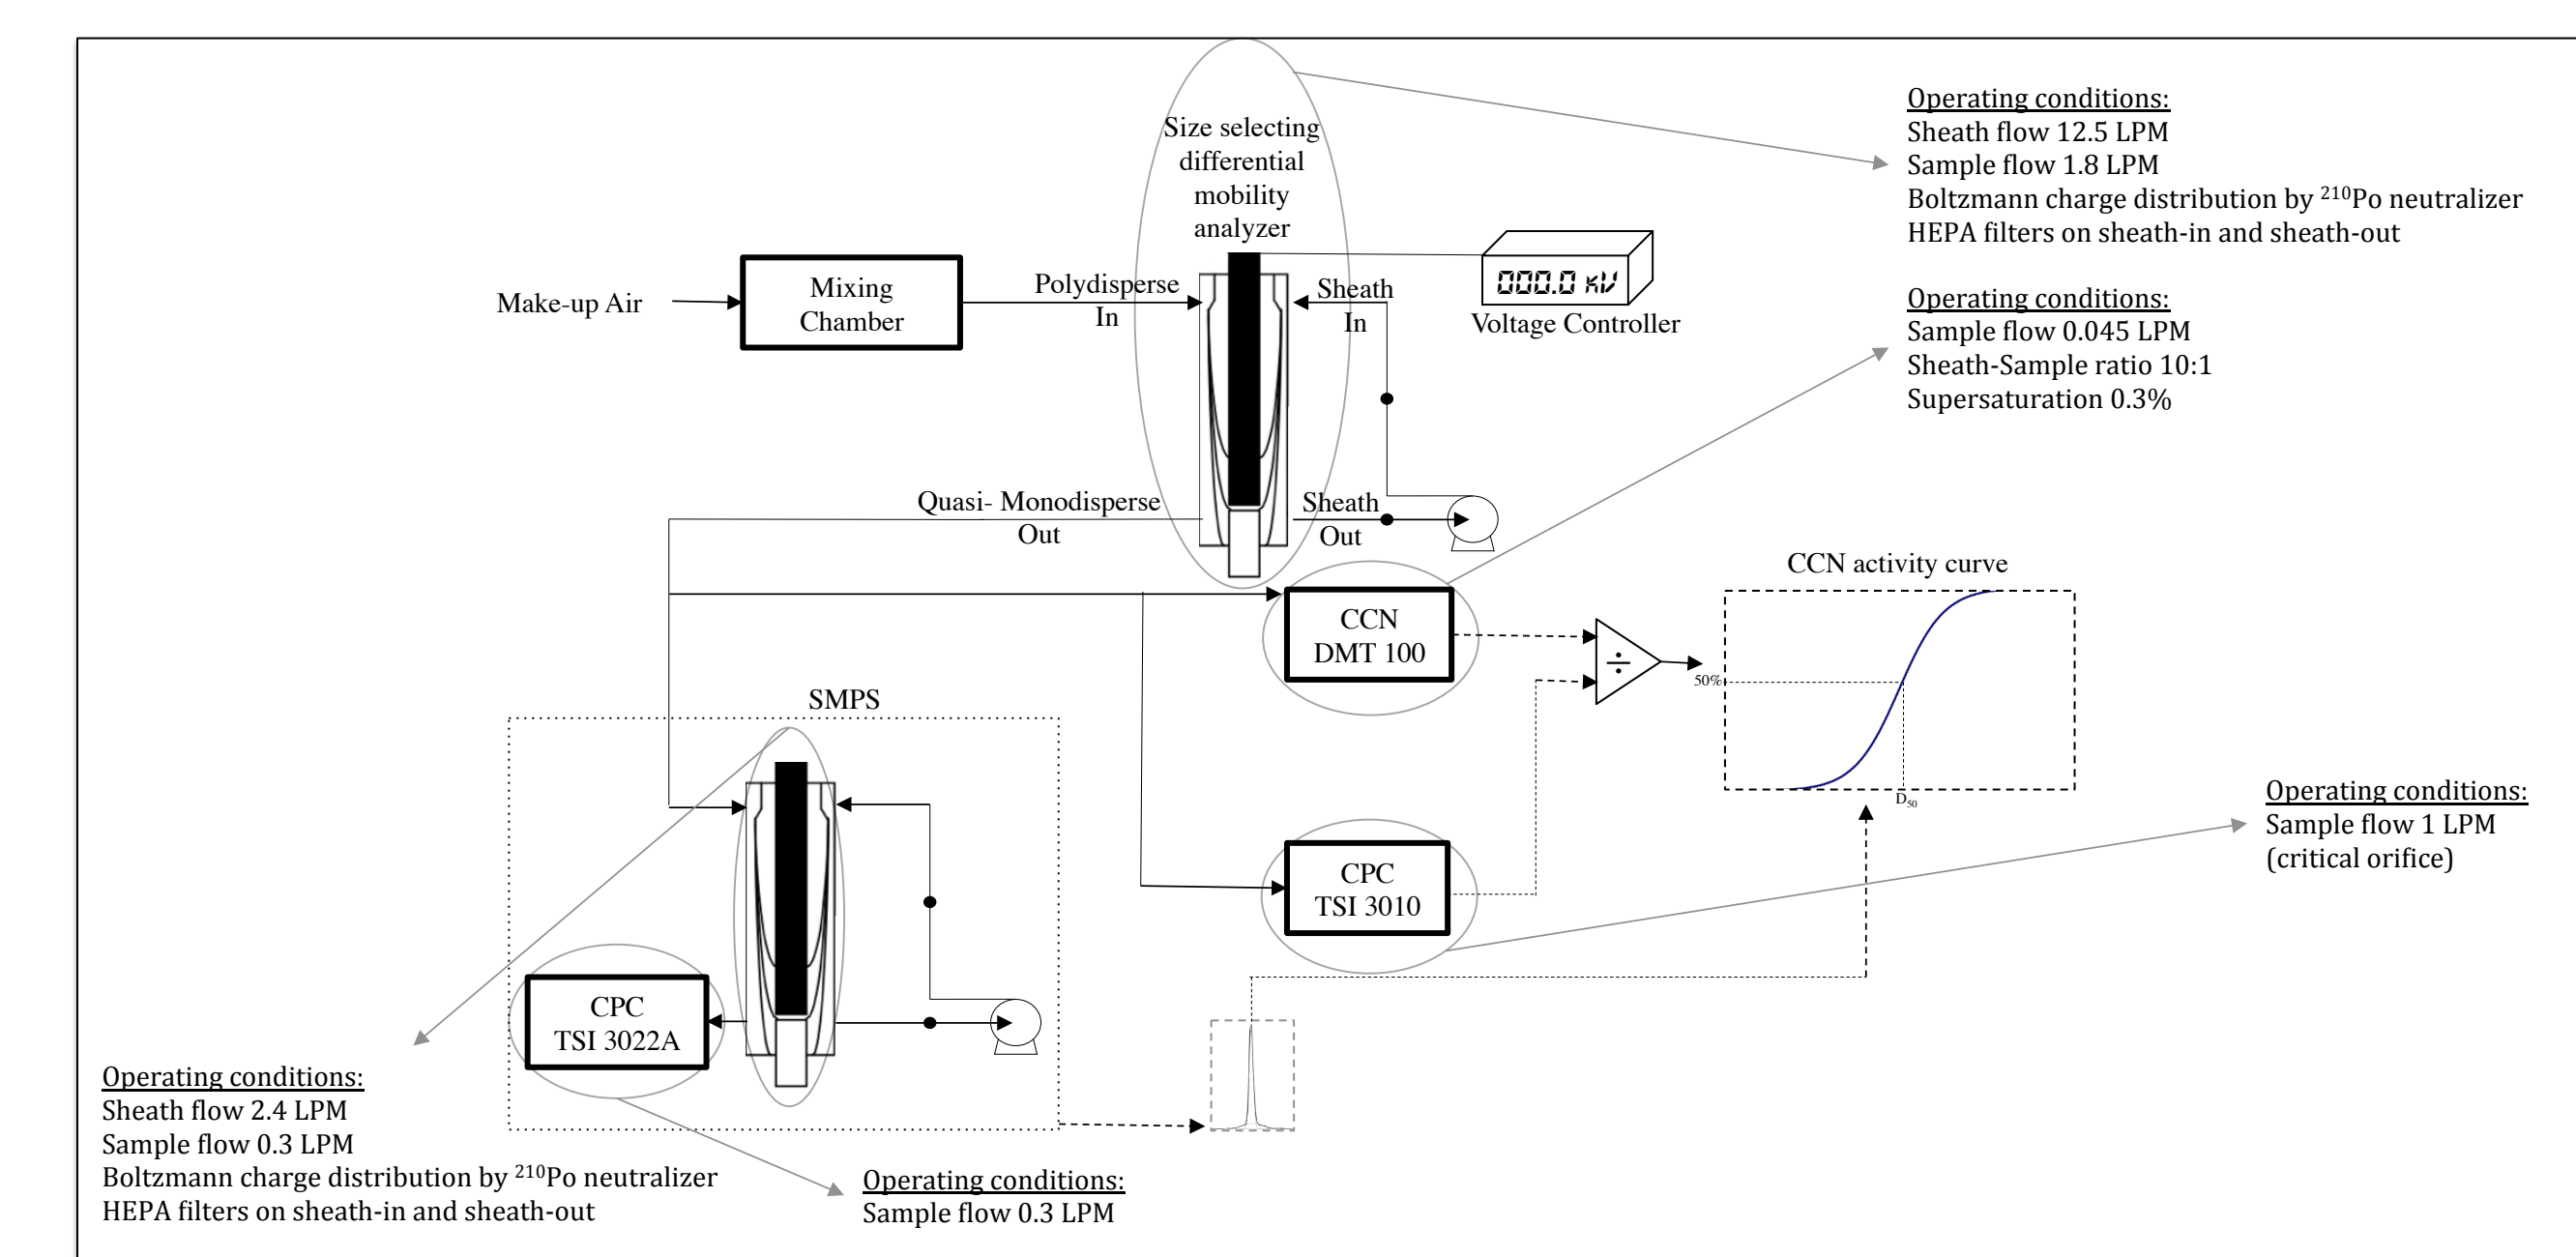 Size selecting
differential
mobility
analyzer
Operating conditions:
Sheath flow 12.5 LPM
Sample flow 1.8 LPM
Boltzmann charge distribution by ²¹⁰Po neutralizer
HEPA filters on sheath-in and sheath-out
Make-up Air
Mixing
Chamber
Polydisperse
In
Sheath
In
000.0 kV
Voltage Controller
Operating conditions:
Sample flow 0.045 LPM
Sheath-Sample ratio 10:1
Supersaturation 0.3%
Quasi- Monodisperse
Out
Sheath
Out
CCN
DMT 100
÷
CCN activity curve
50%
D₅₀
SMPS
CPC
TSI 3010
Operating conditions:
Sample flow 1 LPM
(critical orifice)
CPC
TSI 3022A
Operating conditions:
Sheath flow 2.4 LPM
Sample flow 0.3 LPM
Boltzmann charge distribution by ²¹⁰Po neutralizer
HEPA filters on sheath-in and sheath-out
Operating conditions:
Sample flow 0.3 LPM